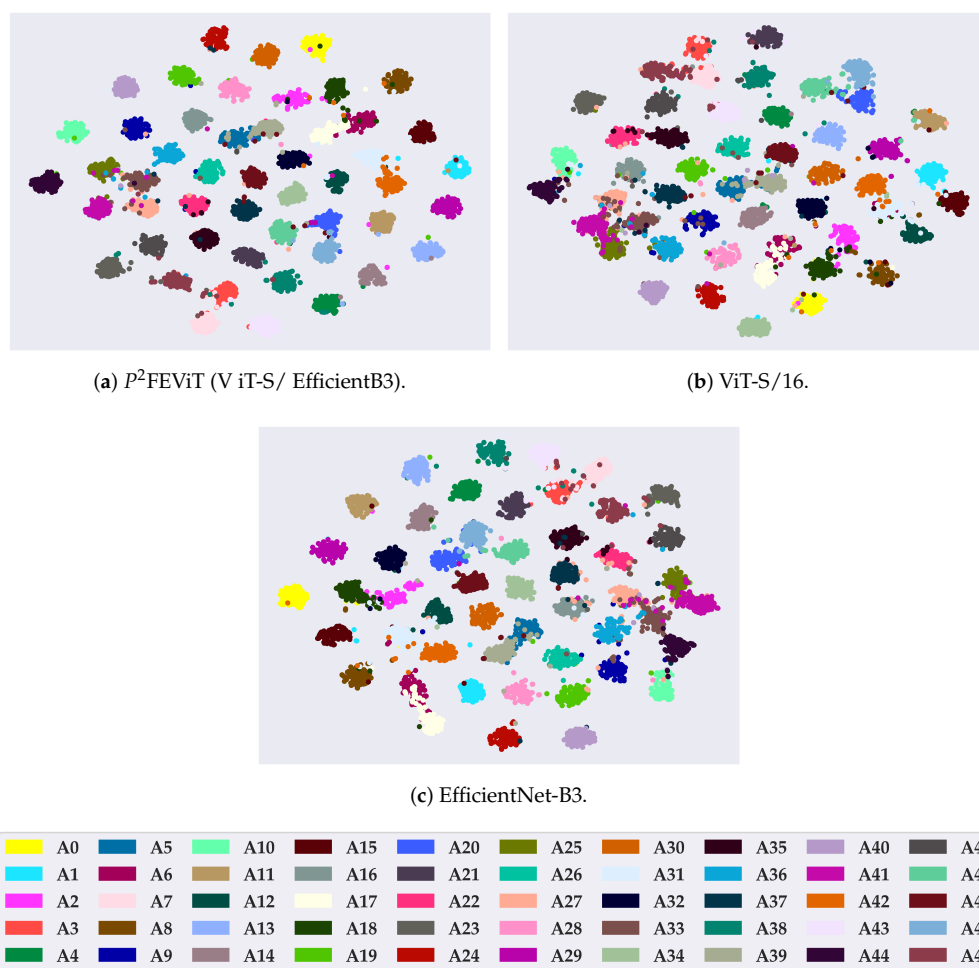 (a) P²FEViT (V iT-S/ EfficientB3).
(b) ViT-S/16.
(c) EfficientNet-B3.
A0 A5 A10 A15 A20 A25 A30 A35 A40
A1 A6 A11 A16 A21 A26 A31 A36 A41
A2 A7 A12 A17 A22 A27 A32 A37 A42
A3 A8 A13 A18 A23 A28 A33 A38 A43
A4 A9 A14 A19 A24 A29 A34 A39 A44